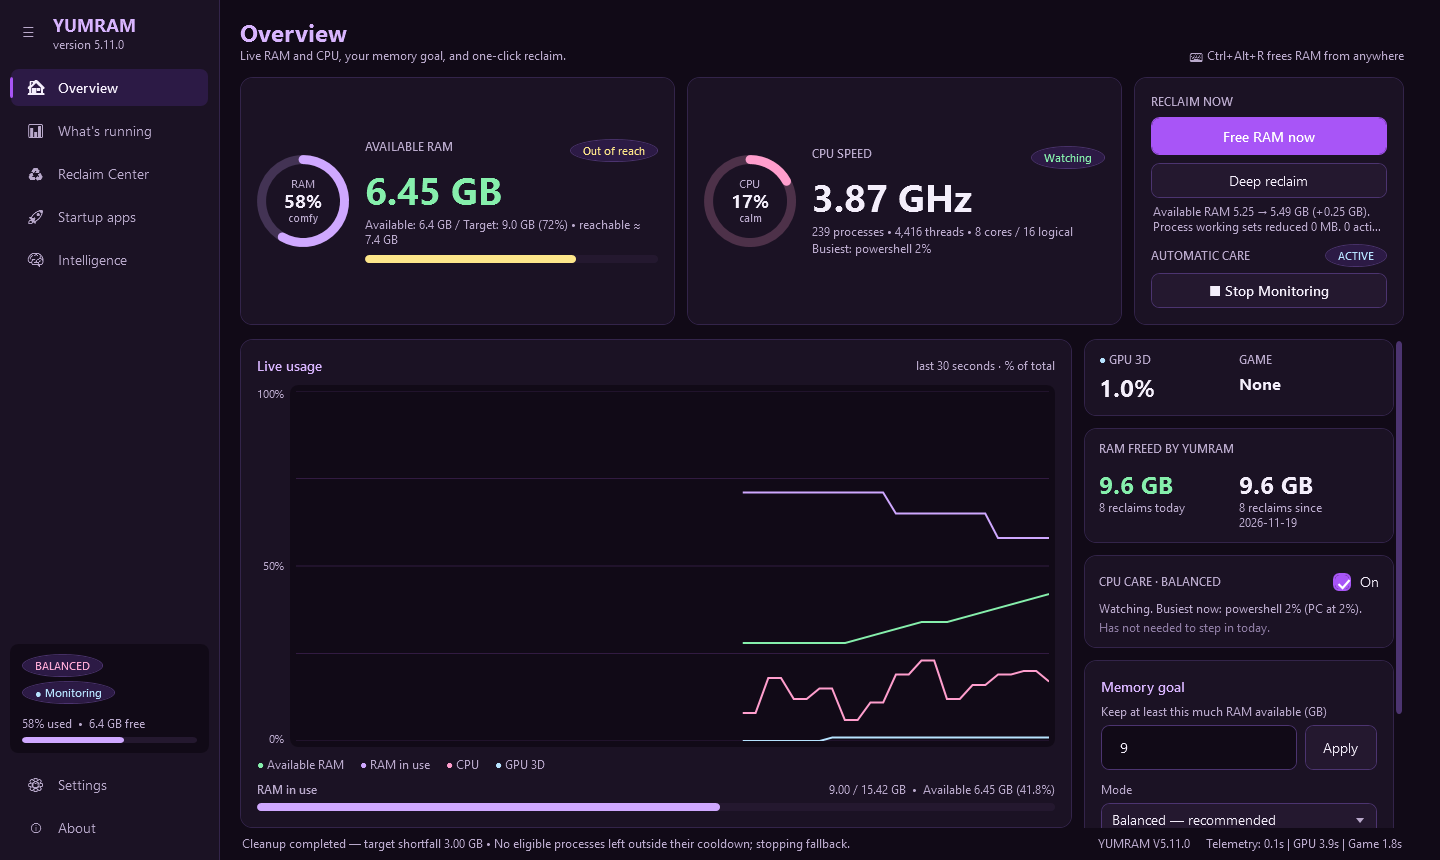 ☰ YUMRAM
version 5.11.0
Overview
What's running
Reclaim Center
Startup apps
Intelligence
BALANCED
● Monitoring
58% used • 6.4 GB free
Settings
About
Overview
Live RAM and CPU, your memory goal, and one-click reclaim.
Ctrl+Alt+R frees RAM from anywhere
RAM
58%
comfy
AVAILABLE RAM
Out of reach
6.45 GB
Available: 6.4 GB / Target: 9.0 GB (72%) • reachable ≈
7.4 GB
CPU
17%
calm
CPU SPEED
Watching
3.87 GHz
239 processes • 4,416 threads • 8 cores / 16 logical
Busiest: powershell 2%
RECLAIM NOW
Free RAM now
Deep reclaim
Available RAM 5.25 → 5.49 GB (+0.25 GB).
Process working sets reduced 0 MB. 0 acti...
AUTOMATIC CARE
ACTIVE
■ Stop Monitoring
Live usage
last 30 seconds · % of total
100%
50%
0%
● Available RAM ● RAM in use ● CPU ● GPU 3D
RAM in use
9.00 / 15.42 GB • Available 6.45 GB (41.8%)
● GPU 3D
1.0%
GAME
None
RAM FREED BY YUMRAM
9.6 GB
8 reclaims today
9.6 GB
8 reclaims since
2026-11-19
CPU CARE · BALANCED
On
Watching. Busiest now: powershell 2% (PC at 2%).
Has not needed to step in today.
Memory goal
Keep at least this much RAM available (GB)
9
Apply
Mode
Balanced — recommended
Cleanup completed — target shortfall 3.00 GB • No eligible processes left outside their cooldown; stopping fallback.
YUMRAM V5.11.0
Telemetry: 0.1s | GPU 3.9s | Game 1.8s